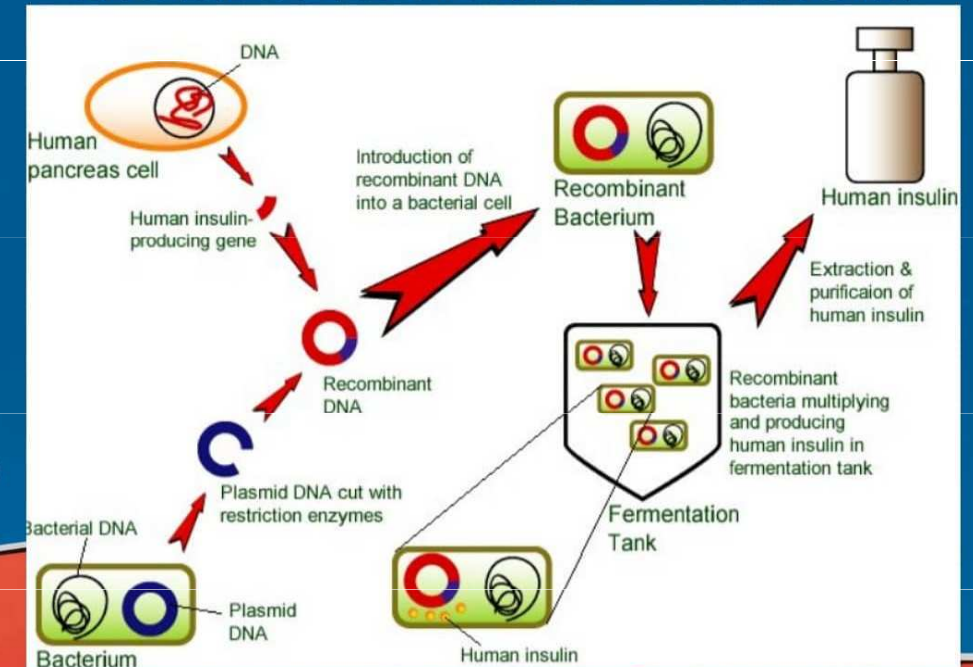 DNA
Human
pancreas cell
Human insulin-
producing gene
Introduction of
recombinant DNA
into a bacterial cell
Recombinant
Bacterium
Human insulin
Extraction &
purificaion of
human insulin
Recombinant
DNA
Recombinant
bacteria multiplying
and producing
human insulin in
fermentation tank
Plasmid DNA cut with
restriction enzymes
Fermentation
Tank
Bacterial DNA
Plasmid
DNA
Bacterium
Human insulin